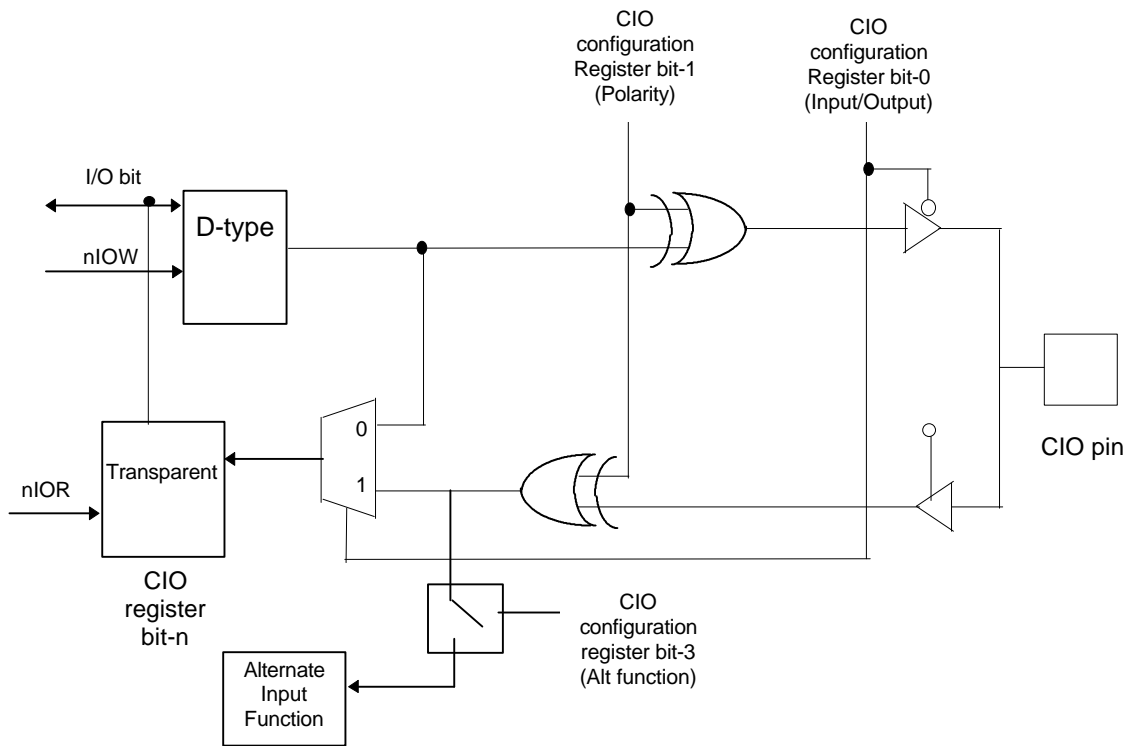 CIO
configuration
Register bit-1
(Polarity)
CIO
configuration
Register bit-0
(Input/Output)
I/O bit
D-type
nIOW
0
1
Transparent
nIOR
CIO
register
bit-n
CIO pin
CIO
configuration
register bit-3
(Alt function)
Alternate
Input
Function